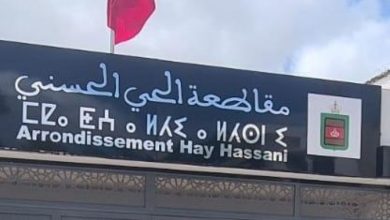 مقاطعة الحي الحسني
Arrondissement Hay Hassani